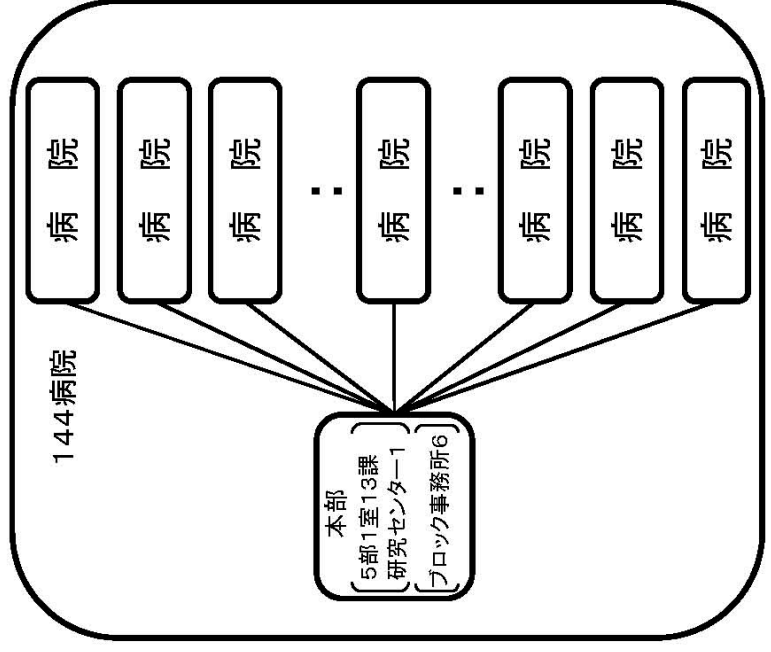 144病院
本部
5部1室13課
研究センター1
ブロック事務所6
病院
病院
病院
‥
病院
‥
病院
病院
病院